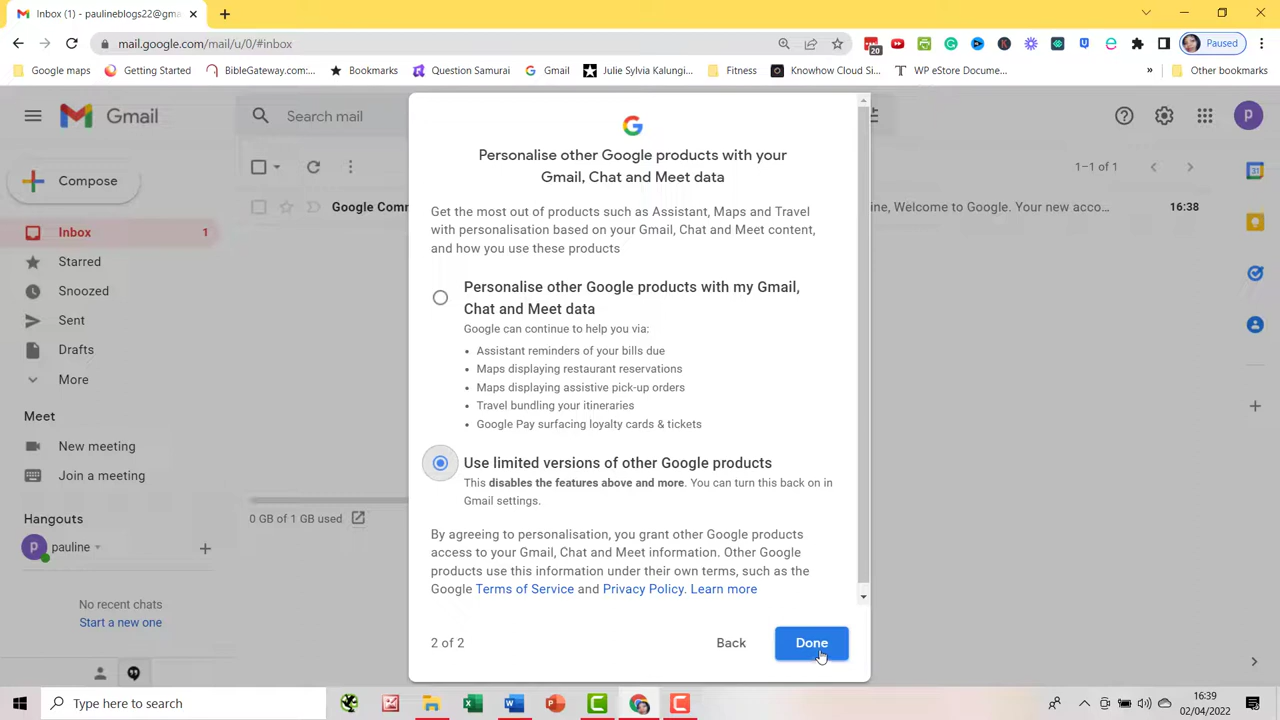 Inbox (1) - paulineblogs22@gma
mail.google.com/mail/u/0/#inbox
20
Paused
Google maps
Getting Started
BibleGateway.com:...
Bookmarks
Question Samurai
Gmail
Julie Sylvia Kalungi...
Fitness
Knowhow Cloud Si...
WP eStore Docume...
»
Other bookmarks
Gmail
Search mail
p
Compose
1–1 of 1
Google Com
ine, Welcome to Google. Your new acco...
16:38
Inbox
1
Starred
Snoozed
Sent
Drafts
More
Meet
New meeting
Join a meeting
Hangouts
p
pauline
No recent chats
Start a new one
0 GB of 1 GB used
31
G
Personalise other Google products with your
Gmail, Chat and Meet data
Get the most out of products such as Assistant, Maps and Travel
with personalisation based on your Gmail, Chat and Meet content,
and how you use these products
Personalise other Google products with my Gmail,
Chat and Meet data
Google can continue to help you via:
• Assistant reminders of your bills due
• Maps displaying restaurant reservations
• Maps displaying assistive pick-up orders
• Travel bundling your itineraries
• Google Pay surfacing loyalty cards & tickets
Use limited versions of other Google products
This disables the features above and more. You can turn this back on in
Gmail settings.
By agreeing to personalisation, you grant other Google products
access to your Gmail, Chat and Meet information. Other Google
products use this information under their own terms, such as the
Google Terms of Service and Privacy Policy. Learn more
2 of 2
Back
Done
Type here to search
16:39
02/04/2022